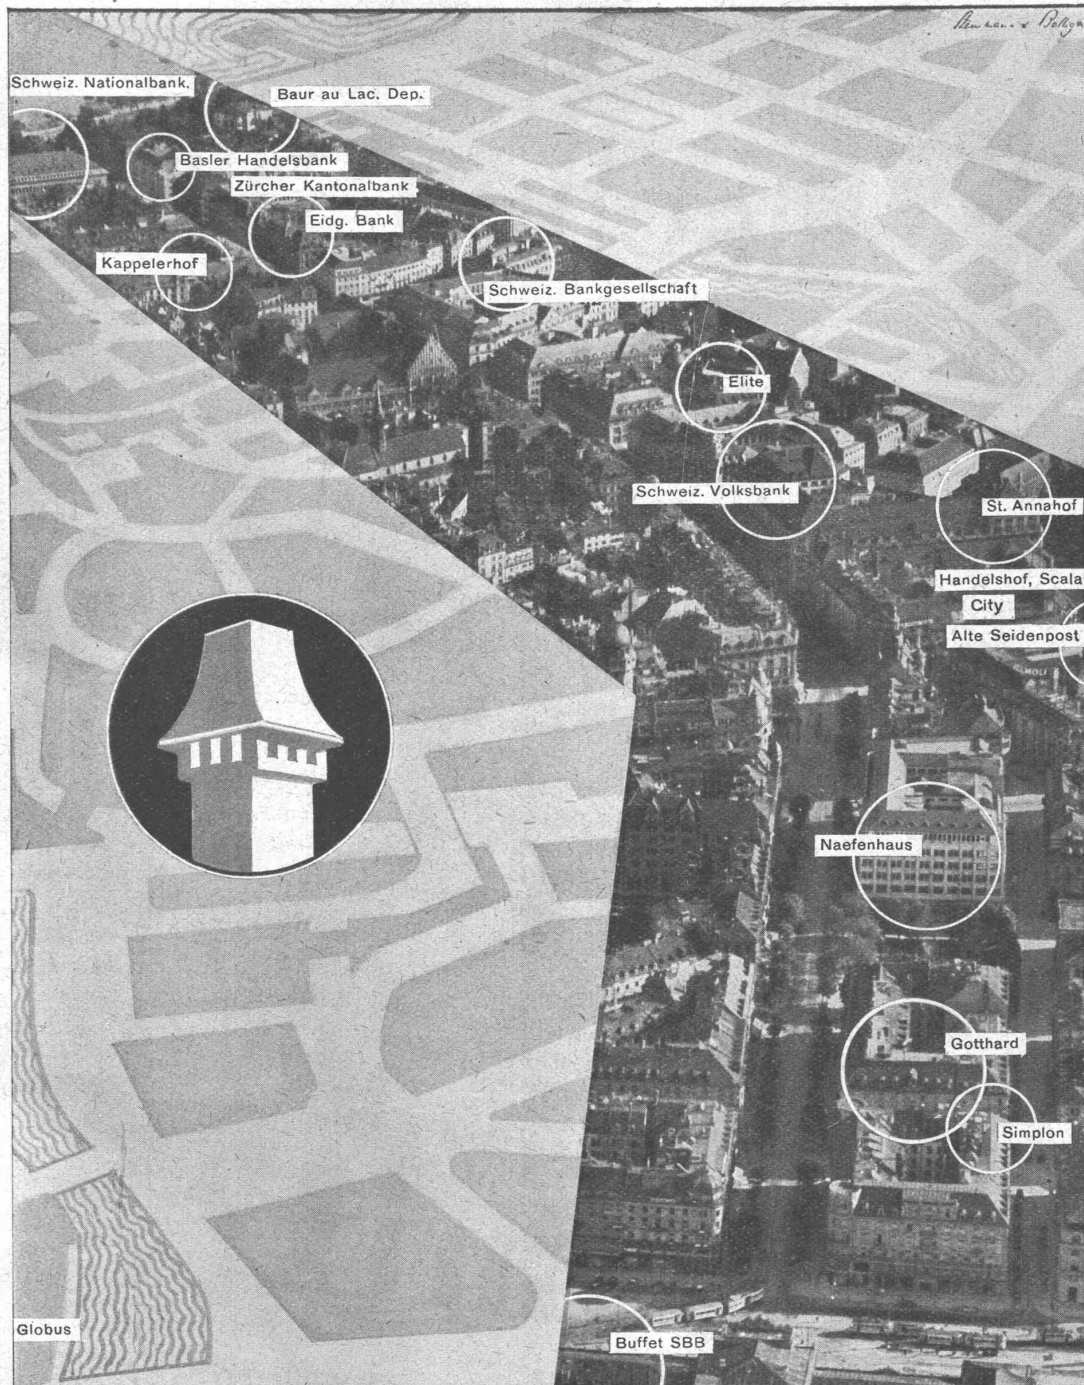 Schweiz. Nationalbank.
Baur au Lac. Dep.
Basler Handelsbank
Zürcher Kantonalbank
Eidg. Bank
Kappelerhof
Schweiz. Bankgesellschaft
Elite
Schweiz. Volksbank
St. Annahof
Handelshof, Scala
City
Alte Seidenpost
MOLI
Naefenhaus
Gotthard
Simplon
Globus
Buffet SBB